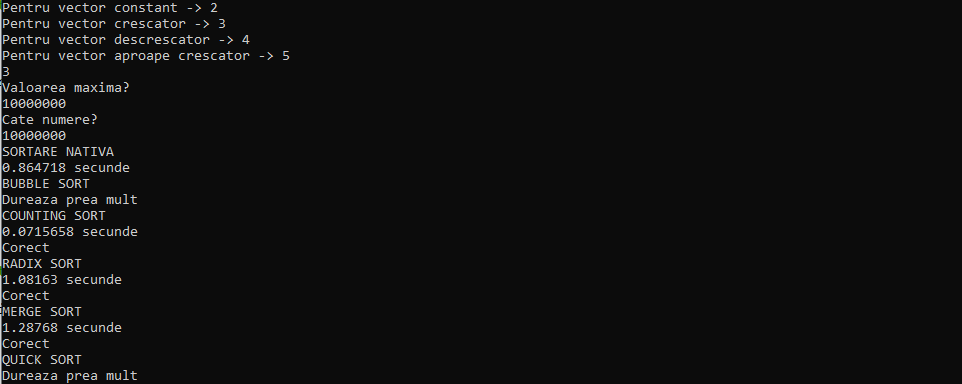 Pentru vector constant -> 2
Pentru vector crescator -> 3
Pentru vector descrescator -> 4
Pentru vector aproape crescator -> 5
3
Valoarea maxima?
10000000
Cate numere?
10000000
SORTARE NATIVA
0.864718 secunde
BUBBLE SORT
Dureaza prea mult
COUNTING SORT
0.0715658 secunde
Corect
RADIX SORT
1.08163 secunde
Corect
MERGE SORT
1.28768 secunde
Corect
QUICK SORT
Dureaza prea mult